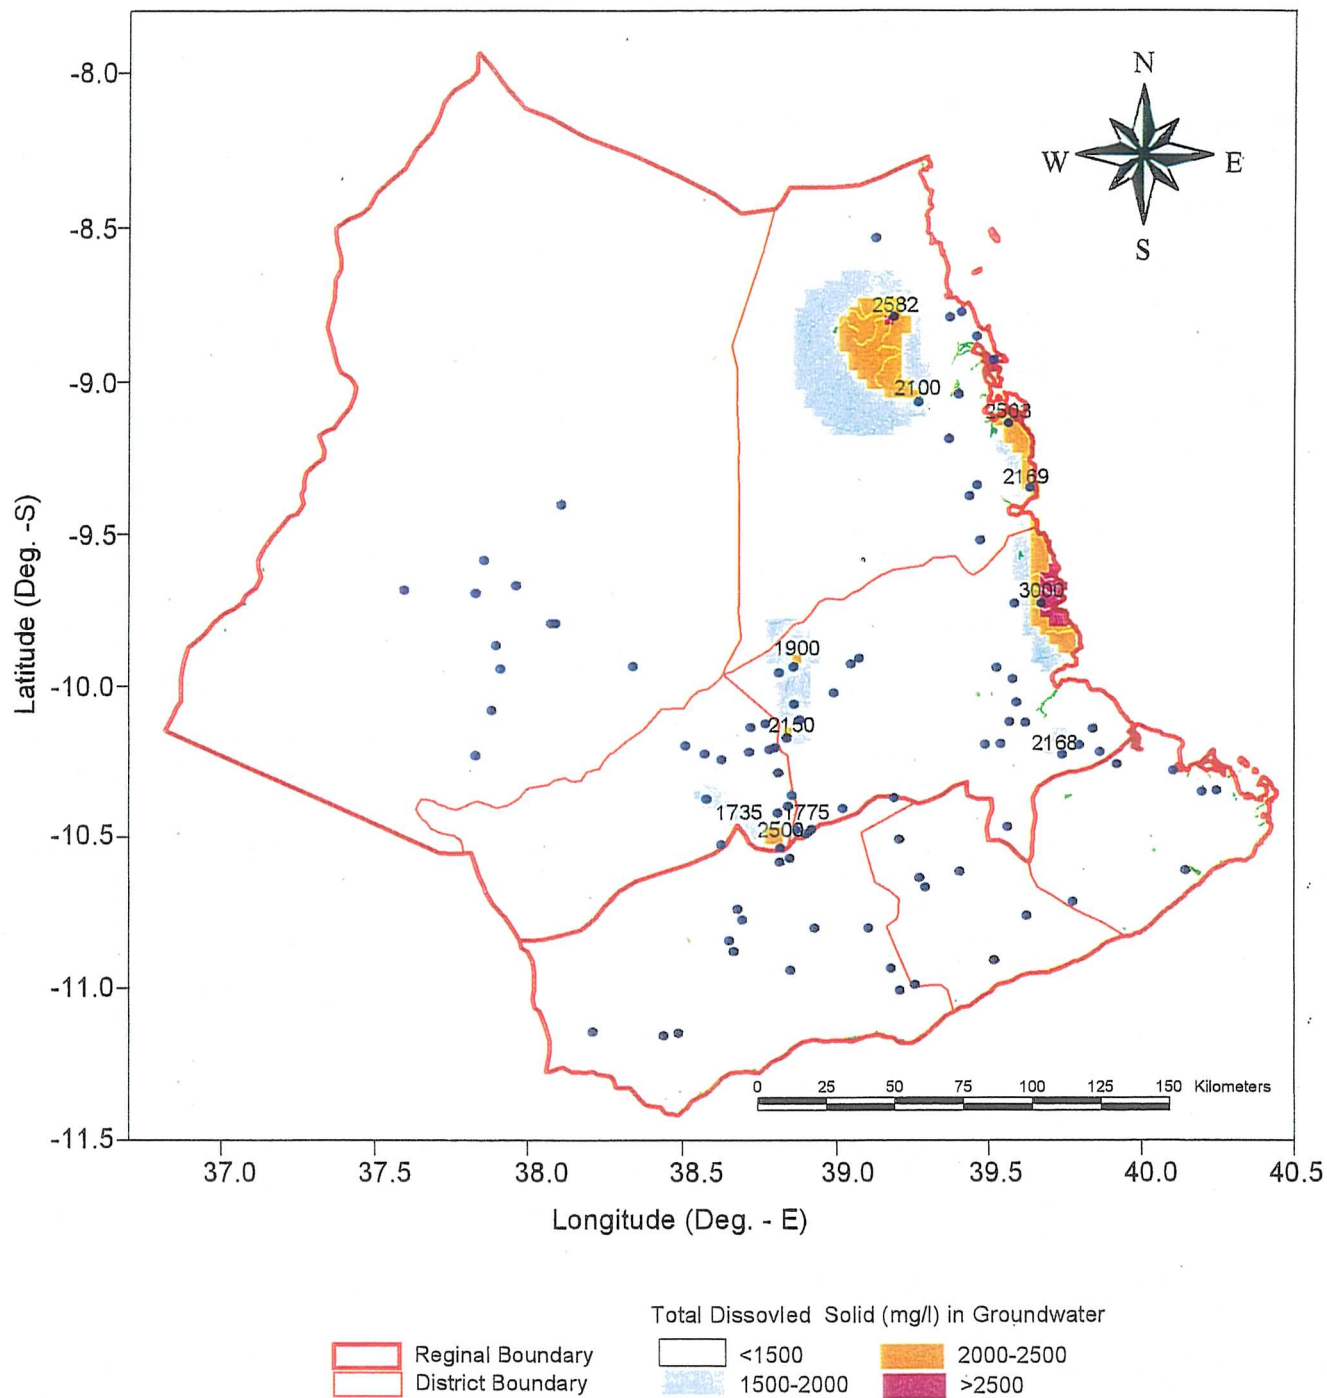 N
W E
S
-8.0
-8.5
-9.0
-9.5
-10.0
-10.5
-11.0
-11.5
Latitude (Deg. -S)
2582
2100
2503
2169
3000
1900
2150
2168
1735 1775
2500
0 25 50 75 100 125 150 Kilometers
37.0 37.5 38.0 38.5 39.0 39.5 40.0 40.5
Longitude (Deg. - E)
Total Dissovled Solid (mg/l) in Groundwater
Reginal Boundary <1500 2000-2500
District Boundary 1500-2000 >2500